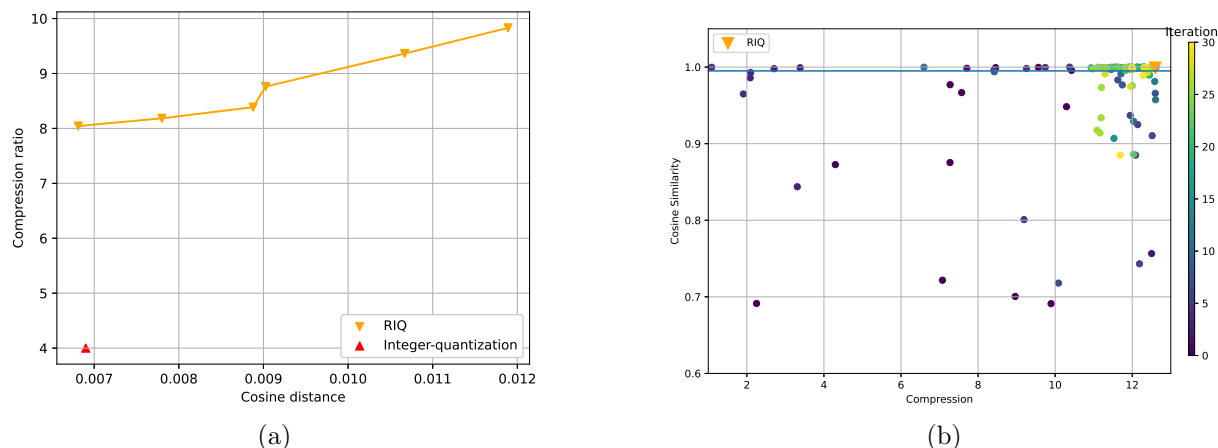 10
9
8
7
6
5
4
Compression ratio
0.007 0.008 0.009 0.010 0.011 0.012
Cosine distance
RIQ
Integer-quantization
(a)
RIQ
1.0
0.9
0.8
0.7
0.6
Cosine Similarity
2 4 6 8 10 12
Compression
Iteration
30
25
20
15
10
5
0
(b)